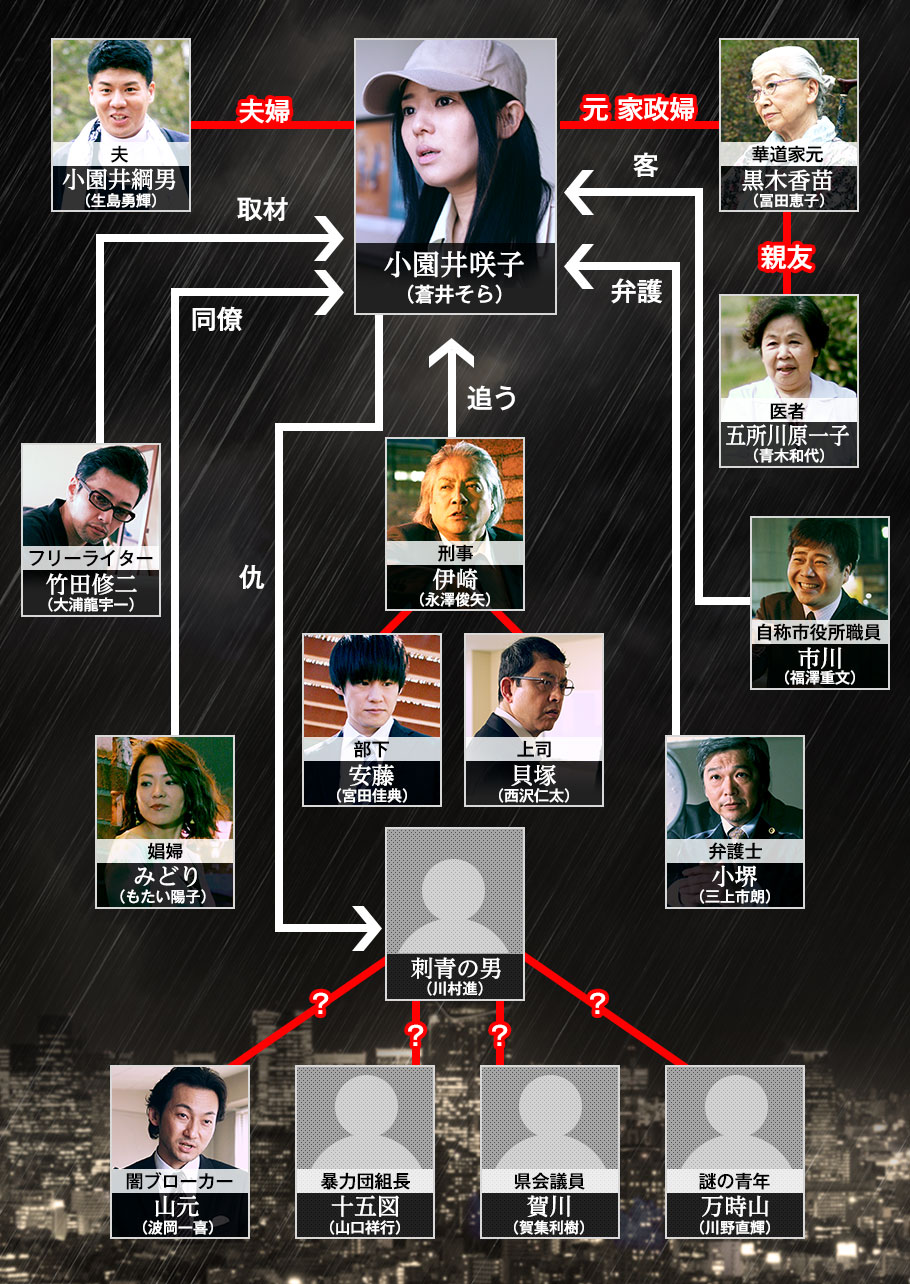 夫
小園井綱男
（生島勇輝）
夫婦
小園井咲子
（蒼井そら）
元 家政婦
華道家元
黒木香苗
（冨田恵子）
客
取材
親友
弁護
同僚
医者
五所川原一子
（青木和代）
追う
フリーライター
竹田修二
（大浦龍宇一）
仇
刑事
伊崎
（永澤俊矢）
自称市役所職員
市川
（福澤重文）
部下
安藤
（宮田佳典）
上司
貝塚
（西沢仁太）
娼婦
みどり
（もたい陽子）
弁護士
小堺
（三上市朗）
刺青の男
（川村進）
？
？
？
？
闇ブローカー
山元
（波岡一喜）
暴力団組長
十五図
（山口祥行）
県会議員
賀川
（賀集利樹）
謎の青年
万時山
（川野直輝）